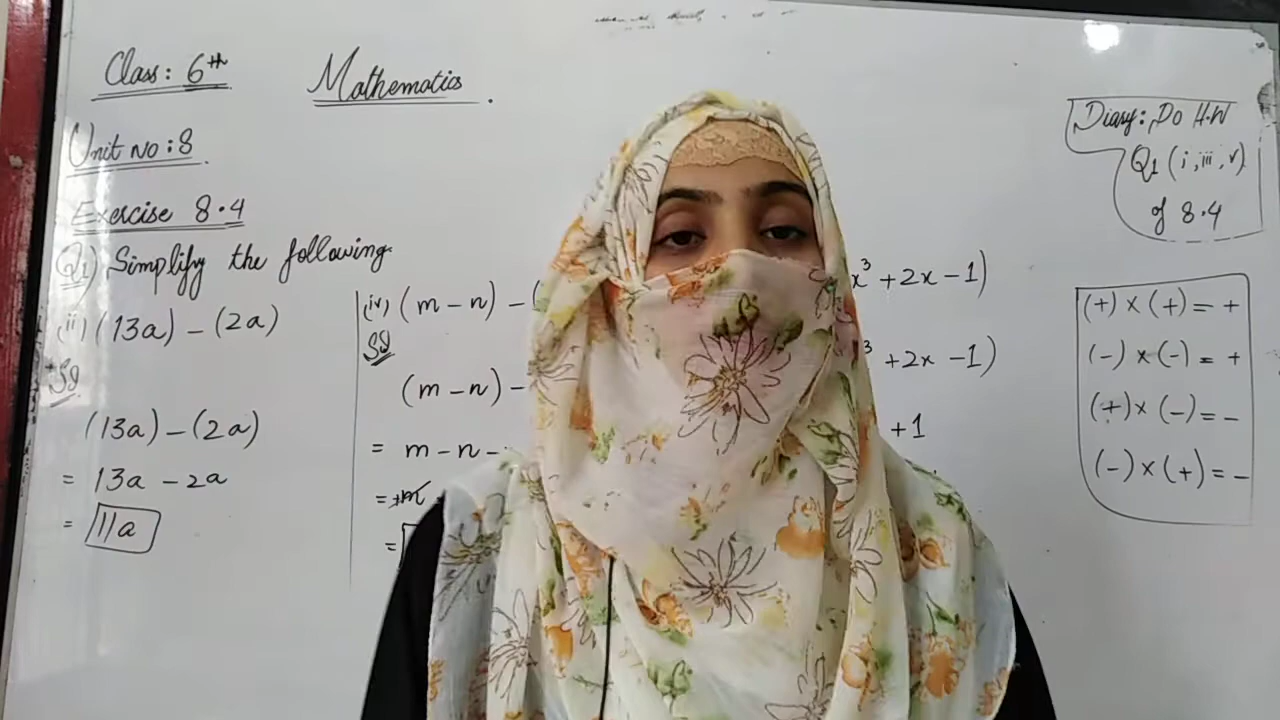 Class: 6th
Mathematics.
Unit No: 8.
Exercise 8.4
Q1) Simplify the following.
(ii) (13a) - (2a)
Sol
(13a) - (2a)
= 13a - 2a
= 11a
(iv) (m - n) - (
Sol
(m - n) -
= m - n -
= +m
=
x³ + 2x - 1)
³ + 2x - 1)
+ 1
Diary: Do H.W
Q1 (i, iii, v)
of 8.4
(+) × (+) = +
(-) × (-) = +
(+) × (-) = -
(-) × (+) = -